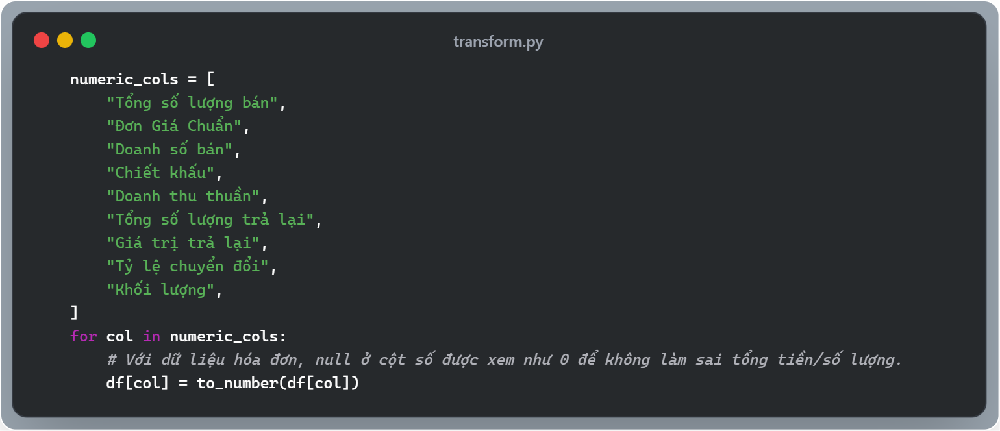 transform.py
numeric_cols = [
    "Tổng số lượng bán",
    "Đơn Giá Chuẩn",
    "Doanh số bán",
    "Chiết khấu",
    "Doanh thu thuần",
    "Tổng số lượng trả lại",
    "Giá trị trả lại",
    "Tỷ lệ chuyển đổi",
    "Khối lượng",
]
for col in numeric_cols:
    # Với dữ liệu hóa đơn, null ở cột số được xem như 0 để không làm sai tổng tiền/số lượng.
    df[col] = to_number(df[col])